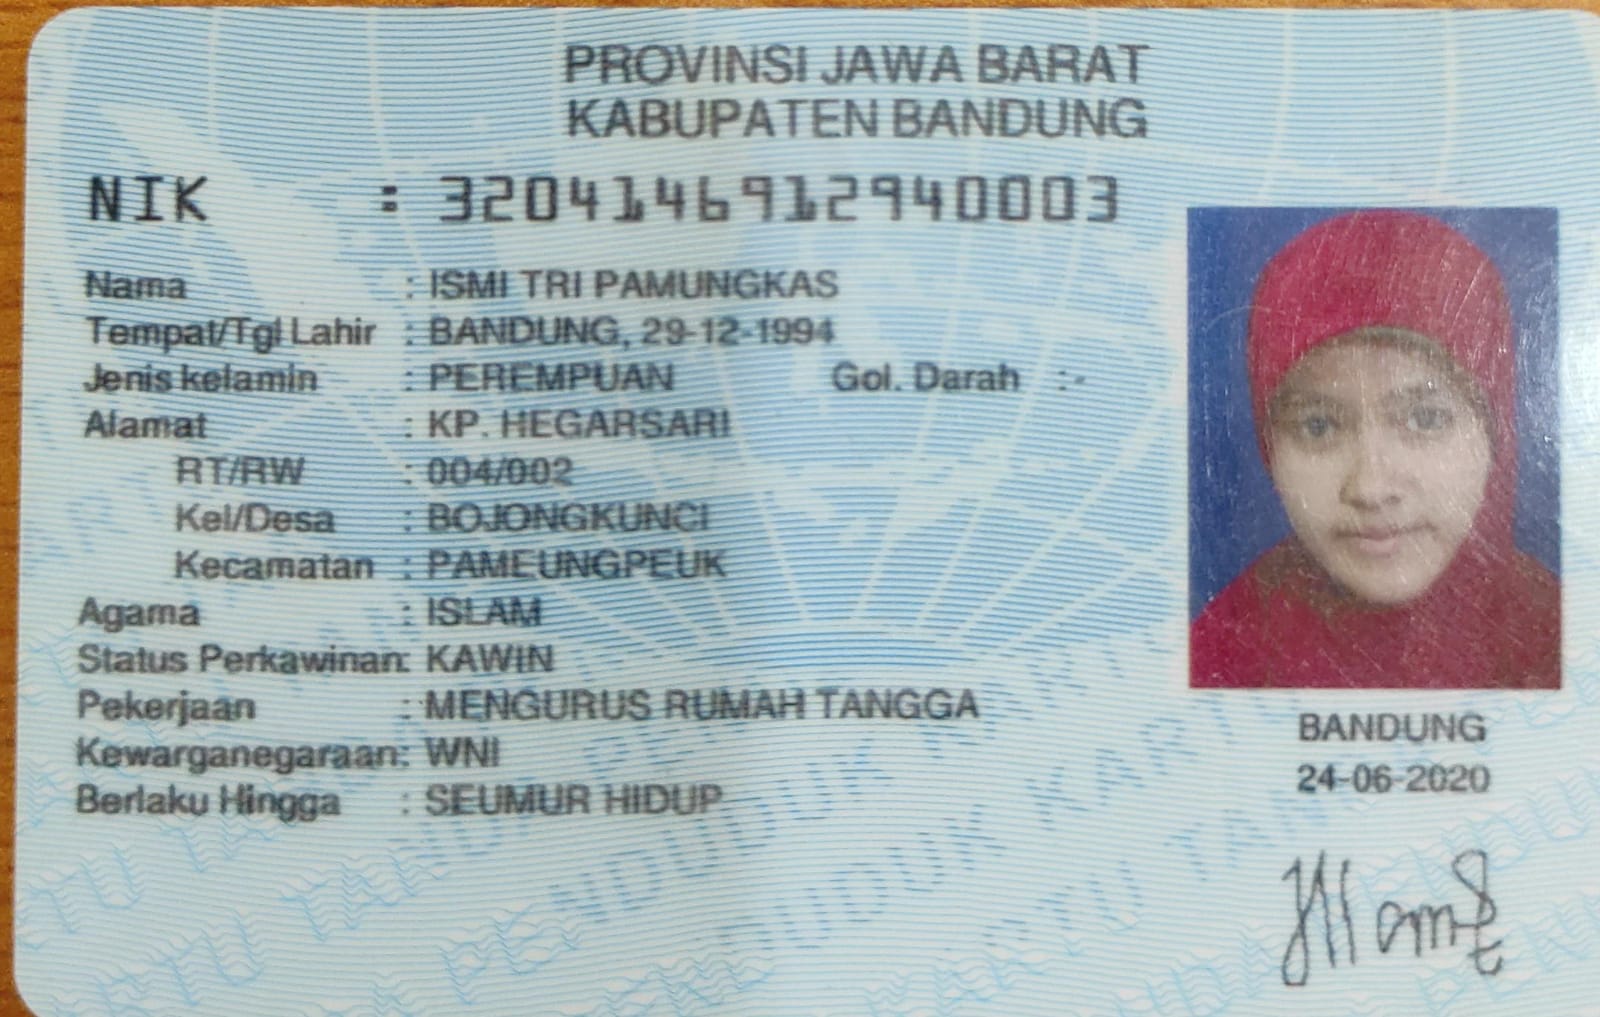 PROVINSI JAWA BARAT
KABUPATEN BANDUNG
NIK : 3204146912940003
Nama : ISMI TRI PAMUNGKAS
Tempat/Tgl Lahir : BANDUNG, 29-12-1994
Jenis kelamin : PEREMPUAN Gol. Darah : -
Alamat : KP. HEGARSARI
RT/RW : 004/002
Kel/Desa : BOJONGKUNCI
Kecamatan : PAMEUNGPEUK
Agama : ISLAM
Status Perkawinan: KAWIN
Pekerjaan : MENGURUS RUMAH TANGGA
Kewarganegaraan: WNI
Berlaku Hingga : SEUMUR HIDUP
BANDUNG
24-06-2020